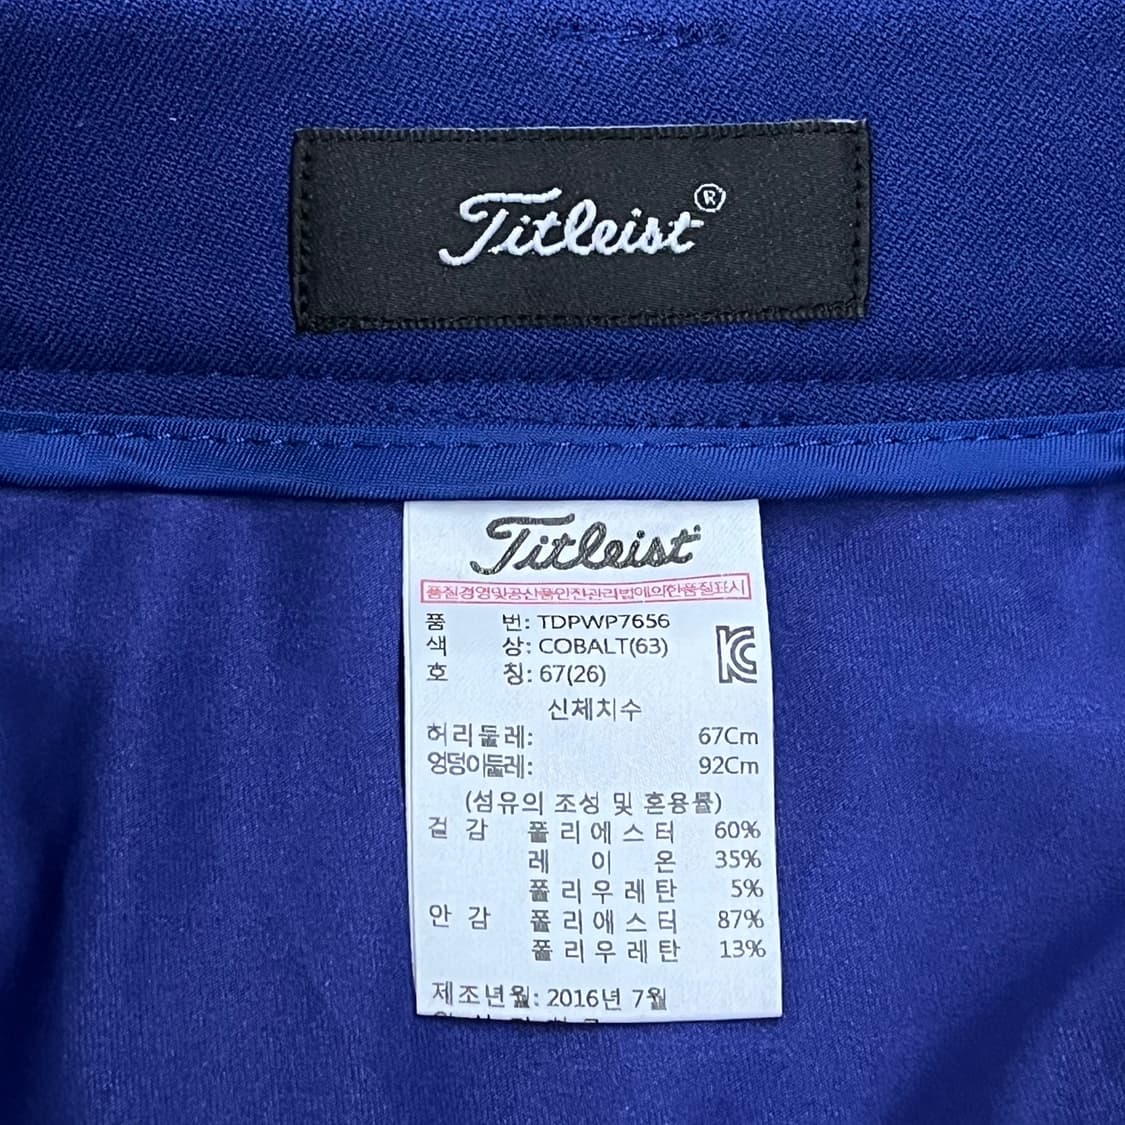 Titleist®
Titleist
품질경영및공산품안전관리법에의한품질표시
품 번: TDPWP7656
색 상: COBALT(63)
호 칭: 67(26)
신체치수
허리둘레: 67Cm
엉덩이둘레: 92Cm
(섬유의 조성 및 혼용률)
겉 감 폴리에스터 60%
레 이 온 35%
폴리우레탄 5%
안 감 폴리에스터 87%
폴리우레탄 13%
제조년월: 2016년 7월